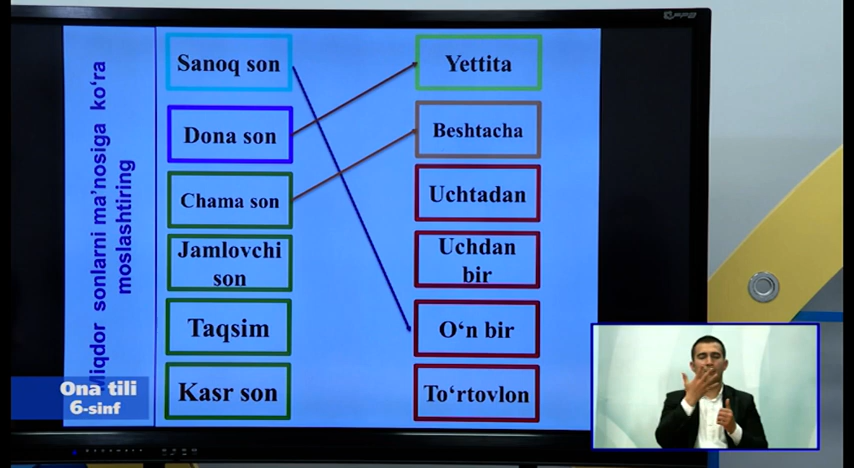 Miqdor sonlarni ma’nosiga ko‘ra
moslashtiring
Sanoq son
Dona son
Chama son
Jamlovchi
son
Taqsim
Kasr son
Yettita
Beshtacha
Uchtadan
Uchdan
bir
O‘n bir
To‘rtovlon
Ona tili
6-sinf